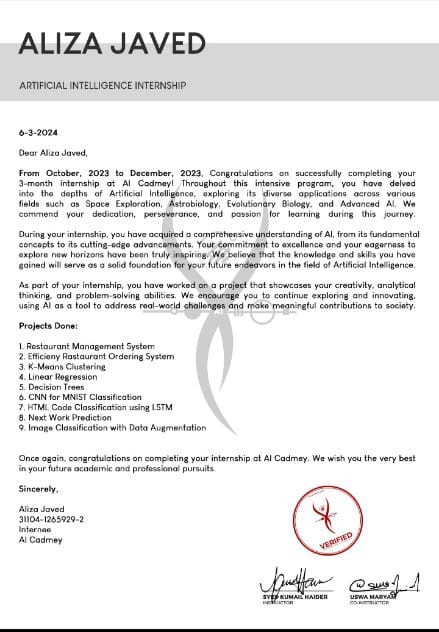 ALIZA JAVED
ARTIFICIAL INTELLIGENCE INTERNSHIP
6-3-2024
Dear Aliza Javed,
From October, 2023 to December, 2023, Congratulations on successfully completing your
3-month internship at AI Cadmey! Throughout this intensive program, you have delved
into the depths of Artificial Intelligence, exploring its diverse applications across various
fields such as Space Exploration, Astrobiology, Evolutionary Biology, and Advanced AI. We
commend your dedication, perseverance, and passion for learning during this journey.
During your internship, you have acquired a comprehensive understanding of AI, from its fundamental
concepts to its cutting-edge advancements. Your commitment to excellence and your eagerness to
explore new horizons have been truly inspiring. We believe that the knowledge and skills you have
gained will serve as a solid foundation for your future endeavors in the field of Artificial Intelligence.
As part of your internship, you have worked on a project that showcases your creativity, analytical
thinking, and problem-solving abilities. We encourage you to continue exploring and innovating,
using AI as a tool to address real-world challenges and make meaningful contributions to society.
Projects Done:
1. Restaurant Management System
2. Efficieny Rastaurant Ordering System
3. K-Means Clustering
4. Linear Regression
5. Decision Trees
6. CNN for MNIST Classification
7. HTML Code Classification using LSTM
8. Next Work Prediction
9. Image Classification with Data Augmentation
Once again, congratulations on completing your internship at AI Cadmey. We wish you the very best
in your future academic and professional pursuits.
Sincerely,
Aliza Javed
31104-1265929-2
Internee
AI Cadmey
VERIFIED
SYED KUMAIL HAIDER
INSTRUCTOR
USWA MARYAM
CO-INSTRUCTOR